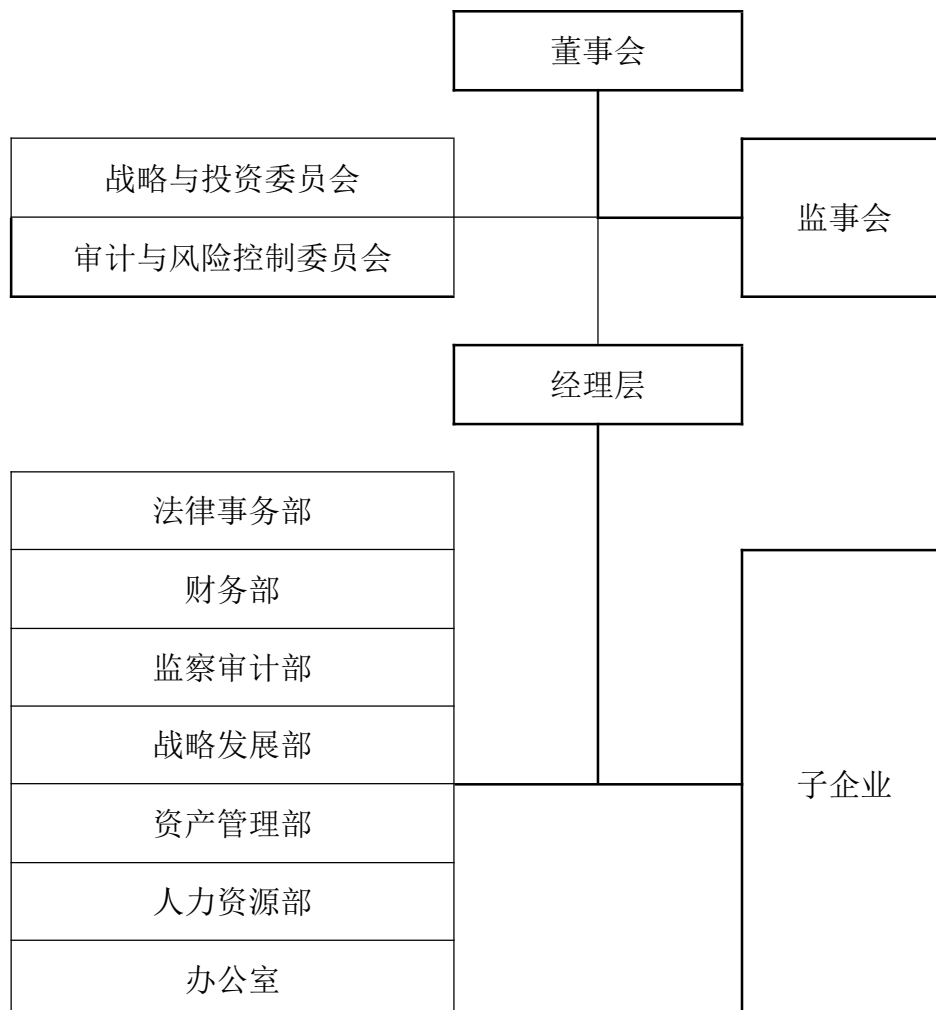 董事会
战略与投资委员会
监事会
审计与风险控制委员会
经理层
法律事务部
财务部
监察审计部
战略发展部
子企业
资产管理部
人力资源部
办公室